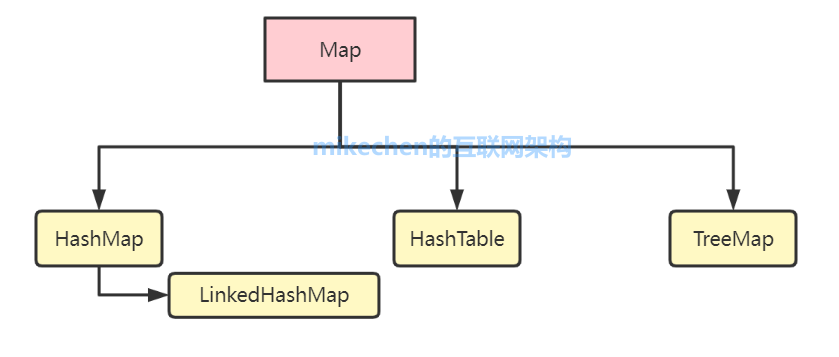 Map
mikechen的互联网架构
HashMap
HashTable
TreeMap
LinkedHashMap